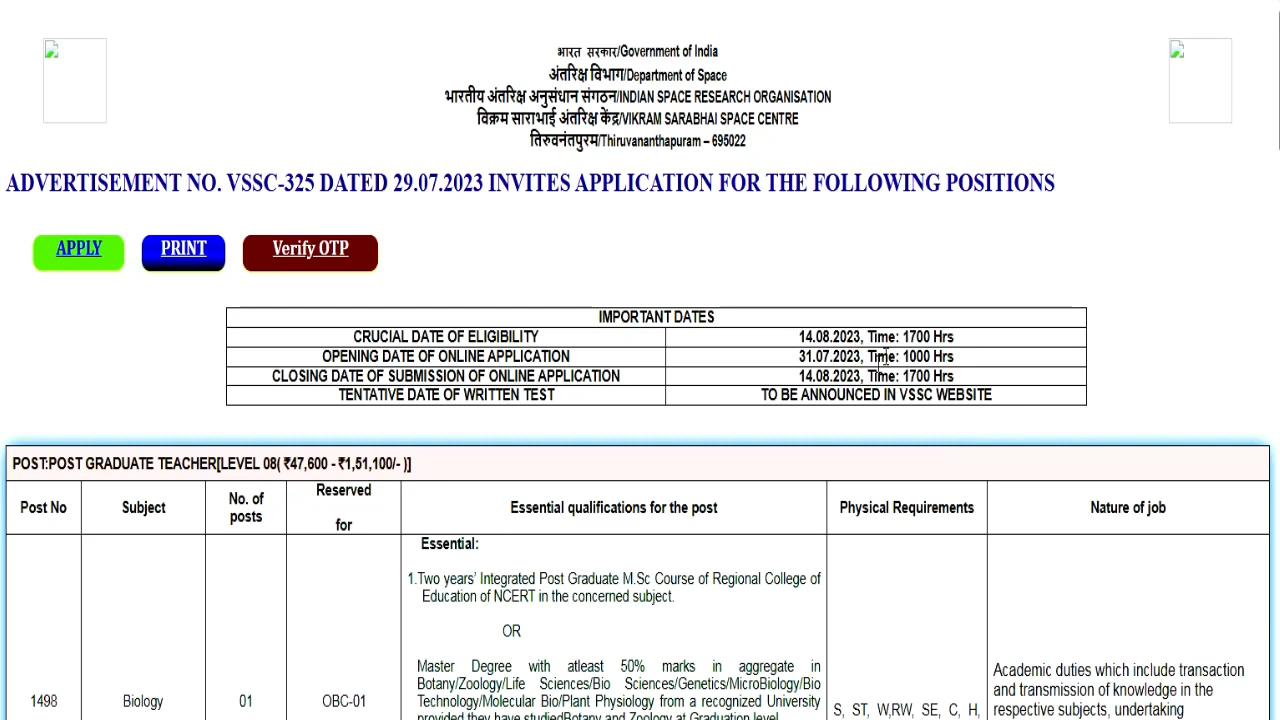 भारत सरकार/Government of India
अंतरिक्ष विभाग/Department of Space
भारतीय अंतरिक्ष अनुसंधान संगठन/INDIAN SPACE RESEARCH ORGANISATION
विक्रम साराभाई अंतरिक्ष केंद्र/VIKRAM SARABHAI SPACE CENTRE
तिरुवनंतपुरम/Thiruvananthapuram – 695022
ADVERTISEMENT NO. VSSC-325 DATED 29.07.2023 INVITES APPLICATION FOR THE FOLLOWING POSITIONS
APPLY PRINT Verify OTP
IMPORTANT DATES
CRUCIAL DATE OF ELIGIBILITY 14.08.2023, Time: 1700 Hrs
OPENING DATE OF ONLINE APPLICATION 31.07.2023, Time: 1000 Hrs
CLOSING DATE OF SUBMISSION OF ONLINE APPLICATION 14.08.2023, Time: 1700 Hrs
TENTATIVE DATE OF WRITTEN TEST TO BE ANNOUNCED IN VSSC WEBSITE
POST:POST GRADUATE TEACHER[LEVEL 08( ₹47,600 - ₹1,51,100/- )]
Post No
Subject
No. of
posts
Reserved
for
Essential qualifications for the post
Physical Requirements
Nature of job
1498
Biology
01
OBC-01
Essential:
1.Two years' Integrated Post Graduate M.Sc Course of Regional College of
Education of NCERT in the concerned subject.
OR
Master Degree with atleast 50% marks in aggregate in
Botany/Zoology/Life Sciences/Bio Sciences/Genetics/MicroBiology/Bio
Technology/Molecular Bio/Plant Physiology from a recognized University
provided they have studiedBotany and Zoology at Graduation level
S, ST, W,RW, SE, C, H,
Academic duties which include transaction
and transmission of knowledge in the
respective subjects, undertaking